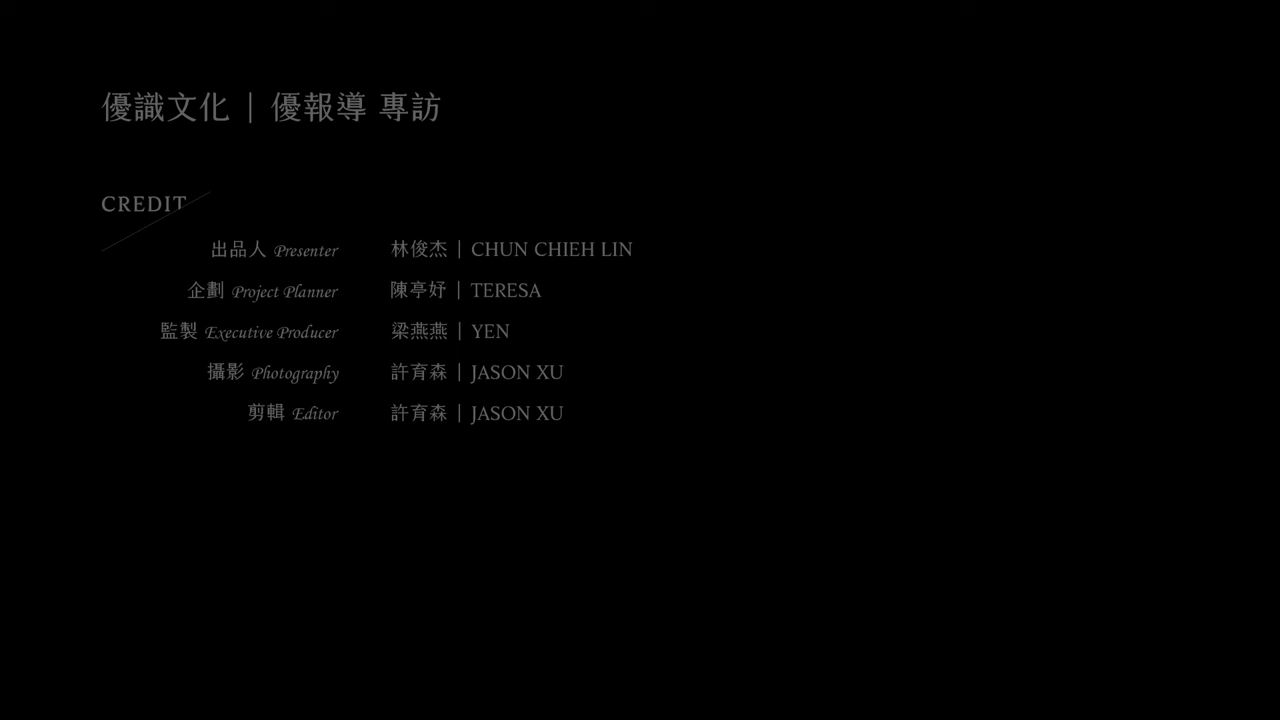 優識文化｜優報導 專訪
CREDIT
出品人 Presenter 林俊杰｜CHUN CHIEH LIN
企劃 Project Planner 陳亭妤｜TERESA
監製 Executive Producer 梁燕燕｜YEN
攝影 Photography 許育森｜JASON XU
剪輯 Editor 許育森｜JASON XU